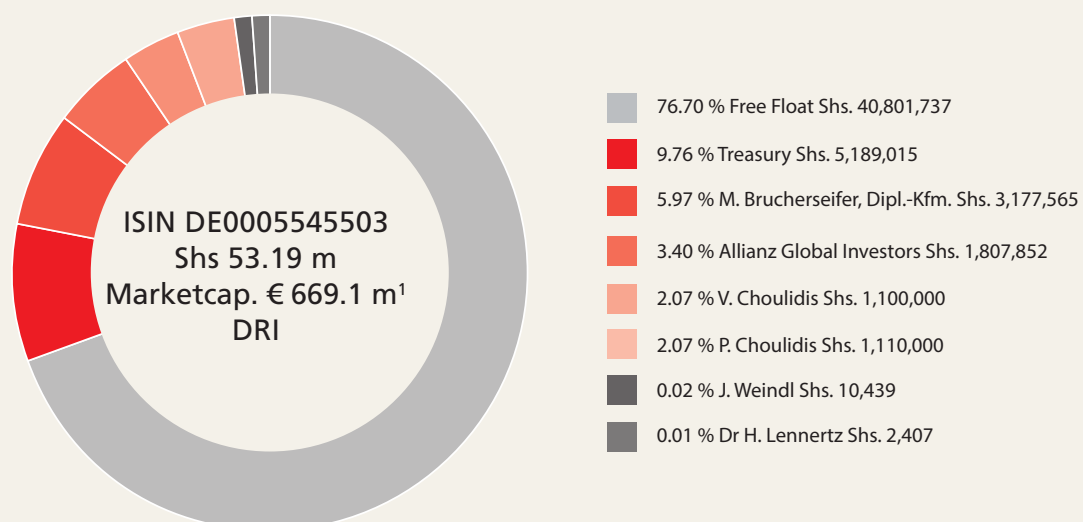 ISIN DE0005545503
Shs 53.19 m
Marketcap. € 669.1 m¹
DRI
76.70 % Free Float Shs. 40,801,737
9.76 % Treasury Shs. 5,189,015
5.97 % M. Brucherseifer, Dipl.-Kfm. Shs. 3,177,565
3.40 % Allianz Global Investors Shs. 1,807,852
2.07 % V. Choulidis Shs. 1,100,000
2.07 % P. Choulidis Shs. 1,110,000
0.02 % J. Weindl Shs. 10,439
0.01 % Dr H. Lennertz Shs. 2,407